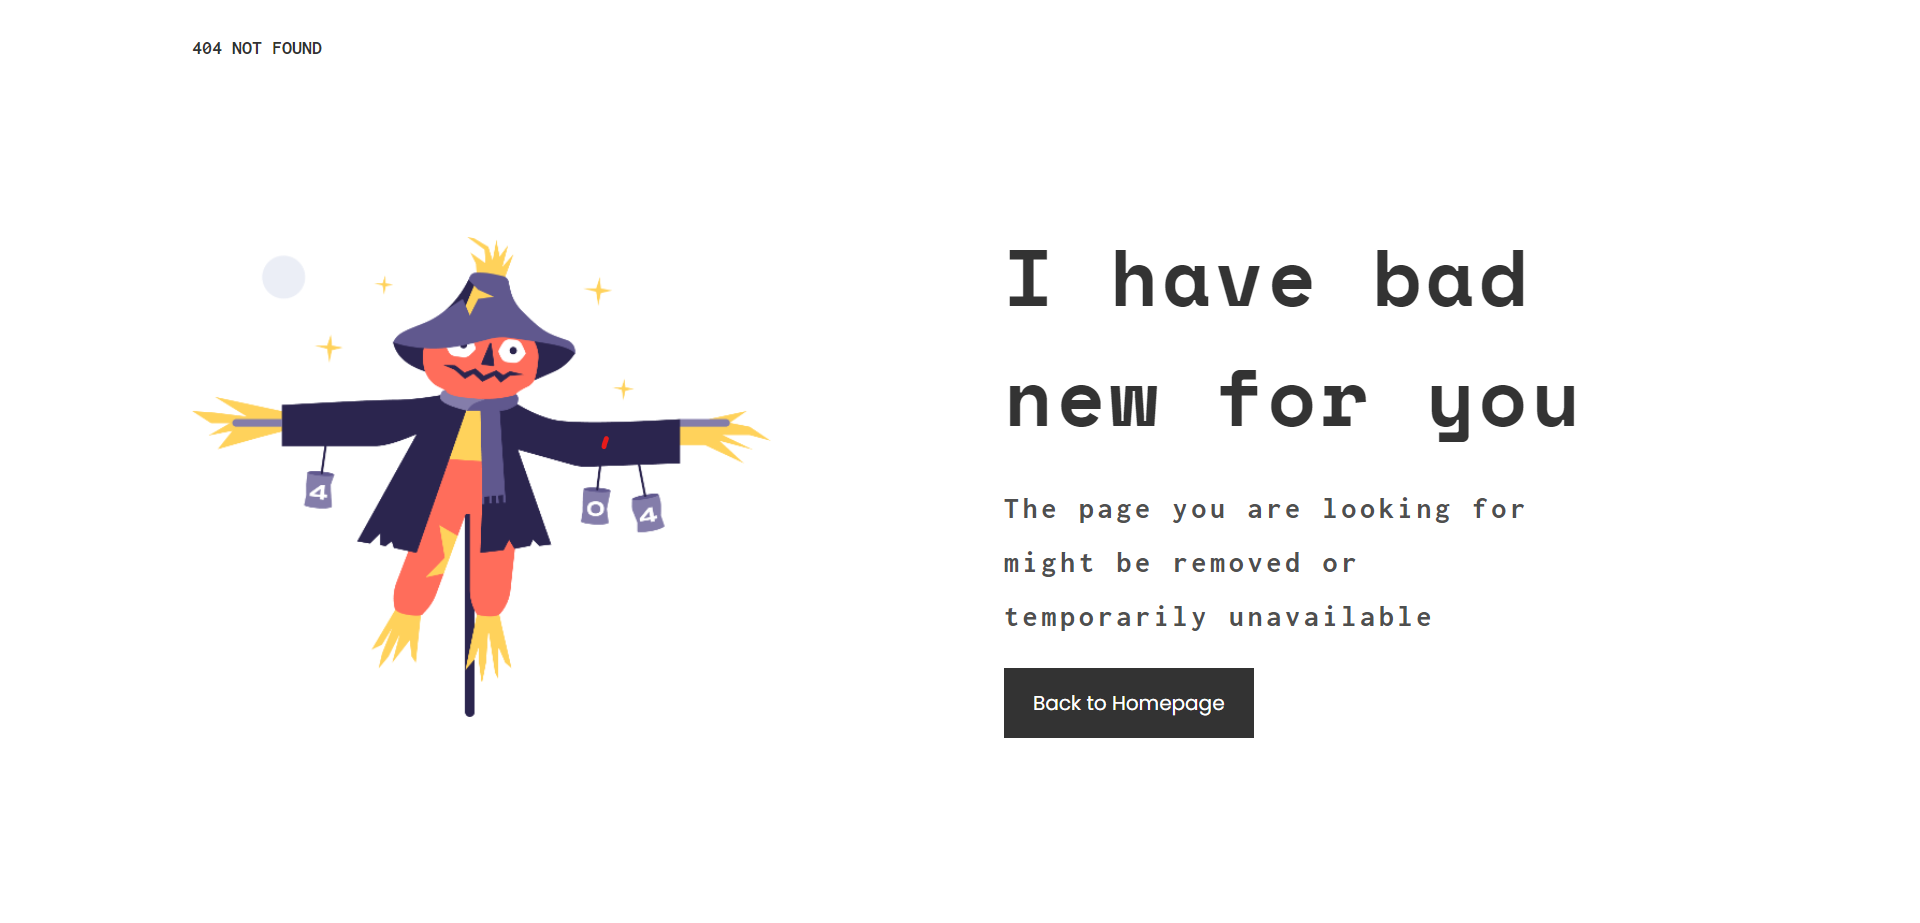 404 NOT FOUND
4
0 4
I have bad
new for you
The page you are looking for
might be removed or
temporarily unavailable
Back to Homepage